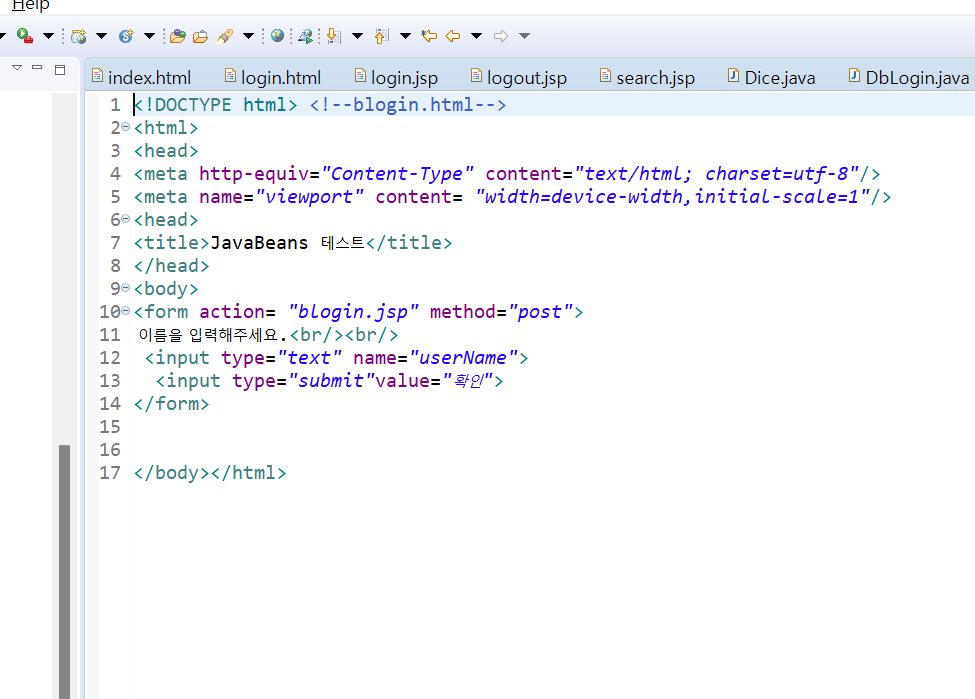 Help
index.html login.html login.jsp logout.jsp search.jsp Dice.java DbLogin.java
1 <!DOCTYPE html> <!--blogin.html-->
2 <html>
3 <head>
4 <meta http-equiv="Content-Type" content="text/html; charset=utf-8"/>
5 <meta name="viewport" content= "width=device-width,initial-scale=1"/>
6 <head>
7 <title>JavaBeans 테스트</title>
8 </head>
9 <body>
10 <form action= "blogin.jsp" method="post">
11 이름을 입력해주세요.<br/><br/>
12 <input type="text" name="userName">
13 <input type="submit"value="확인">
14 </form>
15
16
17 </body></html>